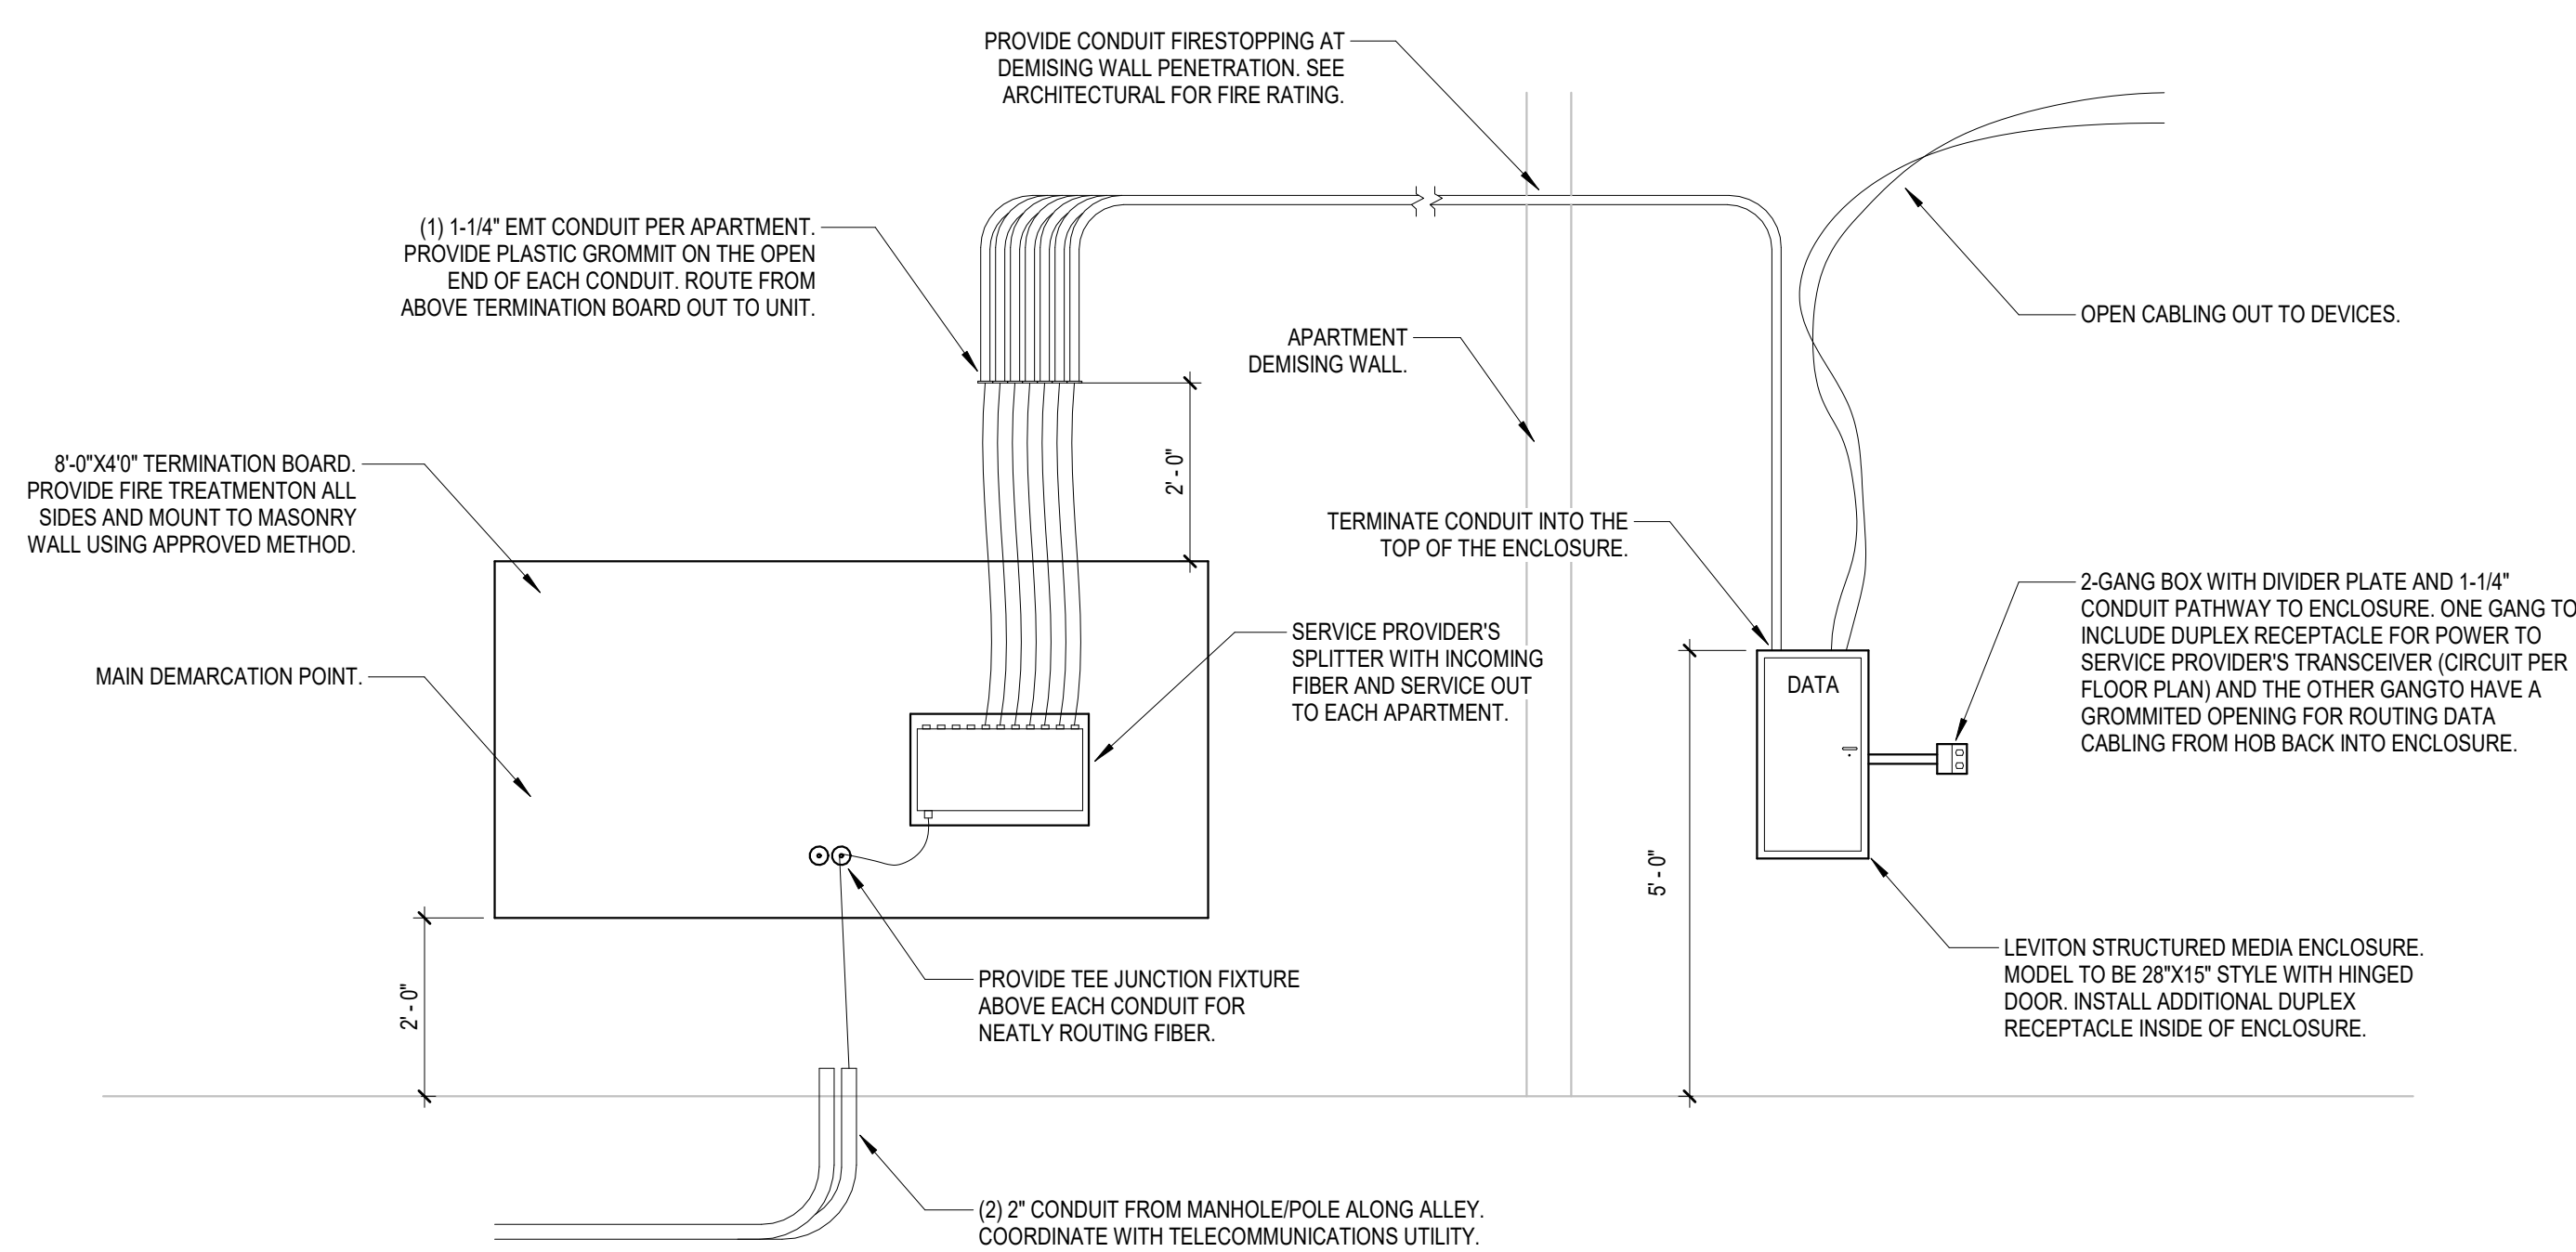 PROVIDE CONDUIT FIRESTOPPING AT
DEMISING WALL PENETRATION. SEE
ARCHITECTURAL FOR FIRE RATING.
(1) 1-1/4" EMT CONDUIT PER APARTMENT.
PROVIDE PLASTIC GROMMIT ON THE OPEN
END OF EACH CONDUIT. ROUTE FROM
ABOVE TERMINATION BOARD OUT TO UNIT.
OPEN CABLING OUT TO DEVICES.
APARTMENT
DEMISING WALL.
8'-0"X4'0" TERMINATION BOARD.
PROVIDE FIRE TREATMENTON ALL
SIDES AND MOUNT TO MASONRY
WALL USING APPROVED METHOD.
2' - 0"
TERMINATE CONDUIT INTO THE
TOP OF THE ENCLOSURE.
2-GANG BOX WITH DIVIDER PLATE AND 1-1/4"
CONDUIT PATHWAY TO ENCLOSURE. ONE GANG TO
INCLUDE DUPLEX RECEPTACLE FOR POWER TO
SERVICE PROVIDER'S TRANSCEIVER (CIRCUIT PER
FLOOR PLAN) AND THE OTHER GANGTO HAVE A
GROMMITED OPENING FOR ROUTING DATA
CABLING FROM HOB BACK INTO ENCLOSURE.
MAIN DEMARCATION POINT.
SERVICE PROVIDER'S
SPLITTER WITH INCOMING
FIBER AND SERVICE OUT
TO EACH APARTMENT.
DATA
5' - 0"
LEVITON STRUCTURED MEDIA ENCLOSURE.
MODEL TO BE 28"X15" STYLE WITH HINGED
DOOR. INSTALL ADDITIONAL DUPLEX
RECEPTACLE INSIDE OF ENCLOSURE.
2' - 0"
PROVIDE TEE JUNCTION FIXTURE
ABOVE EACH CONDUIT FOR
NEATLY ROUTING FIBER.
(2) 2" CONDUIT FROM MANHOLE/POLE ALONG ALLEY.
COORDINATE WITH TELECOMMUNICATIONS UTILITY.